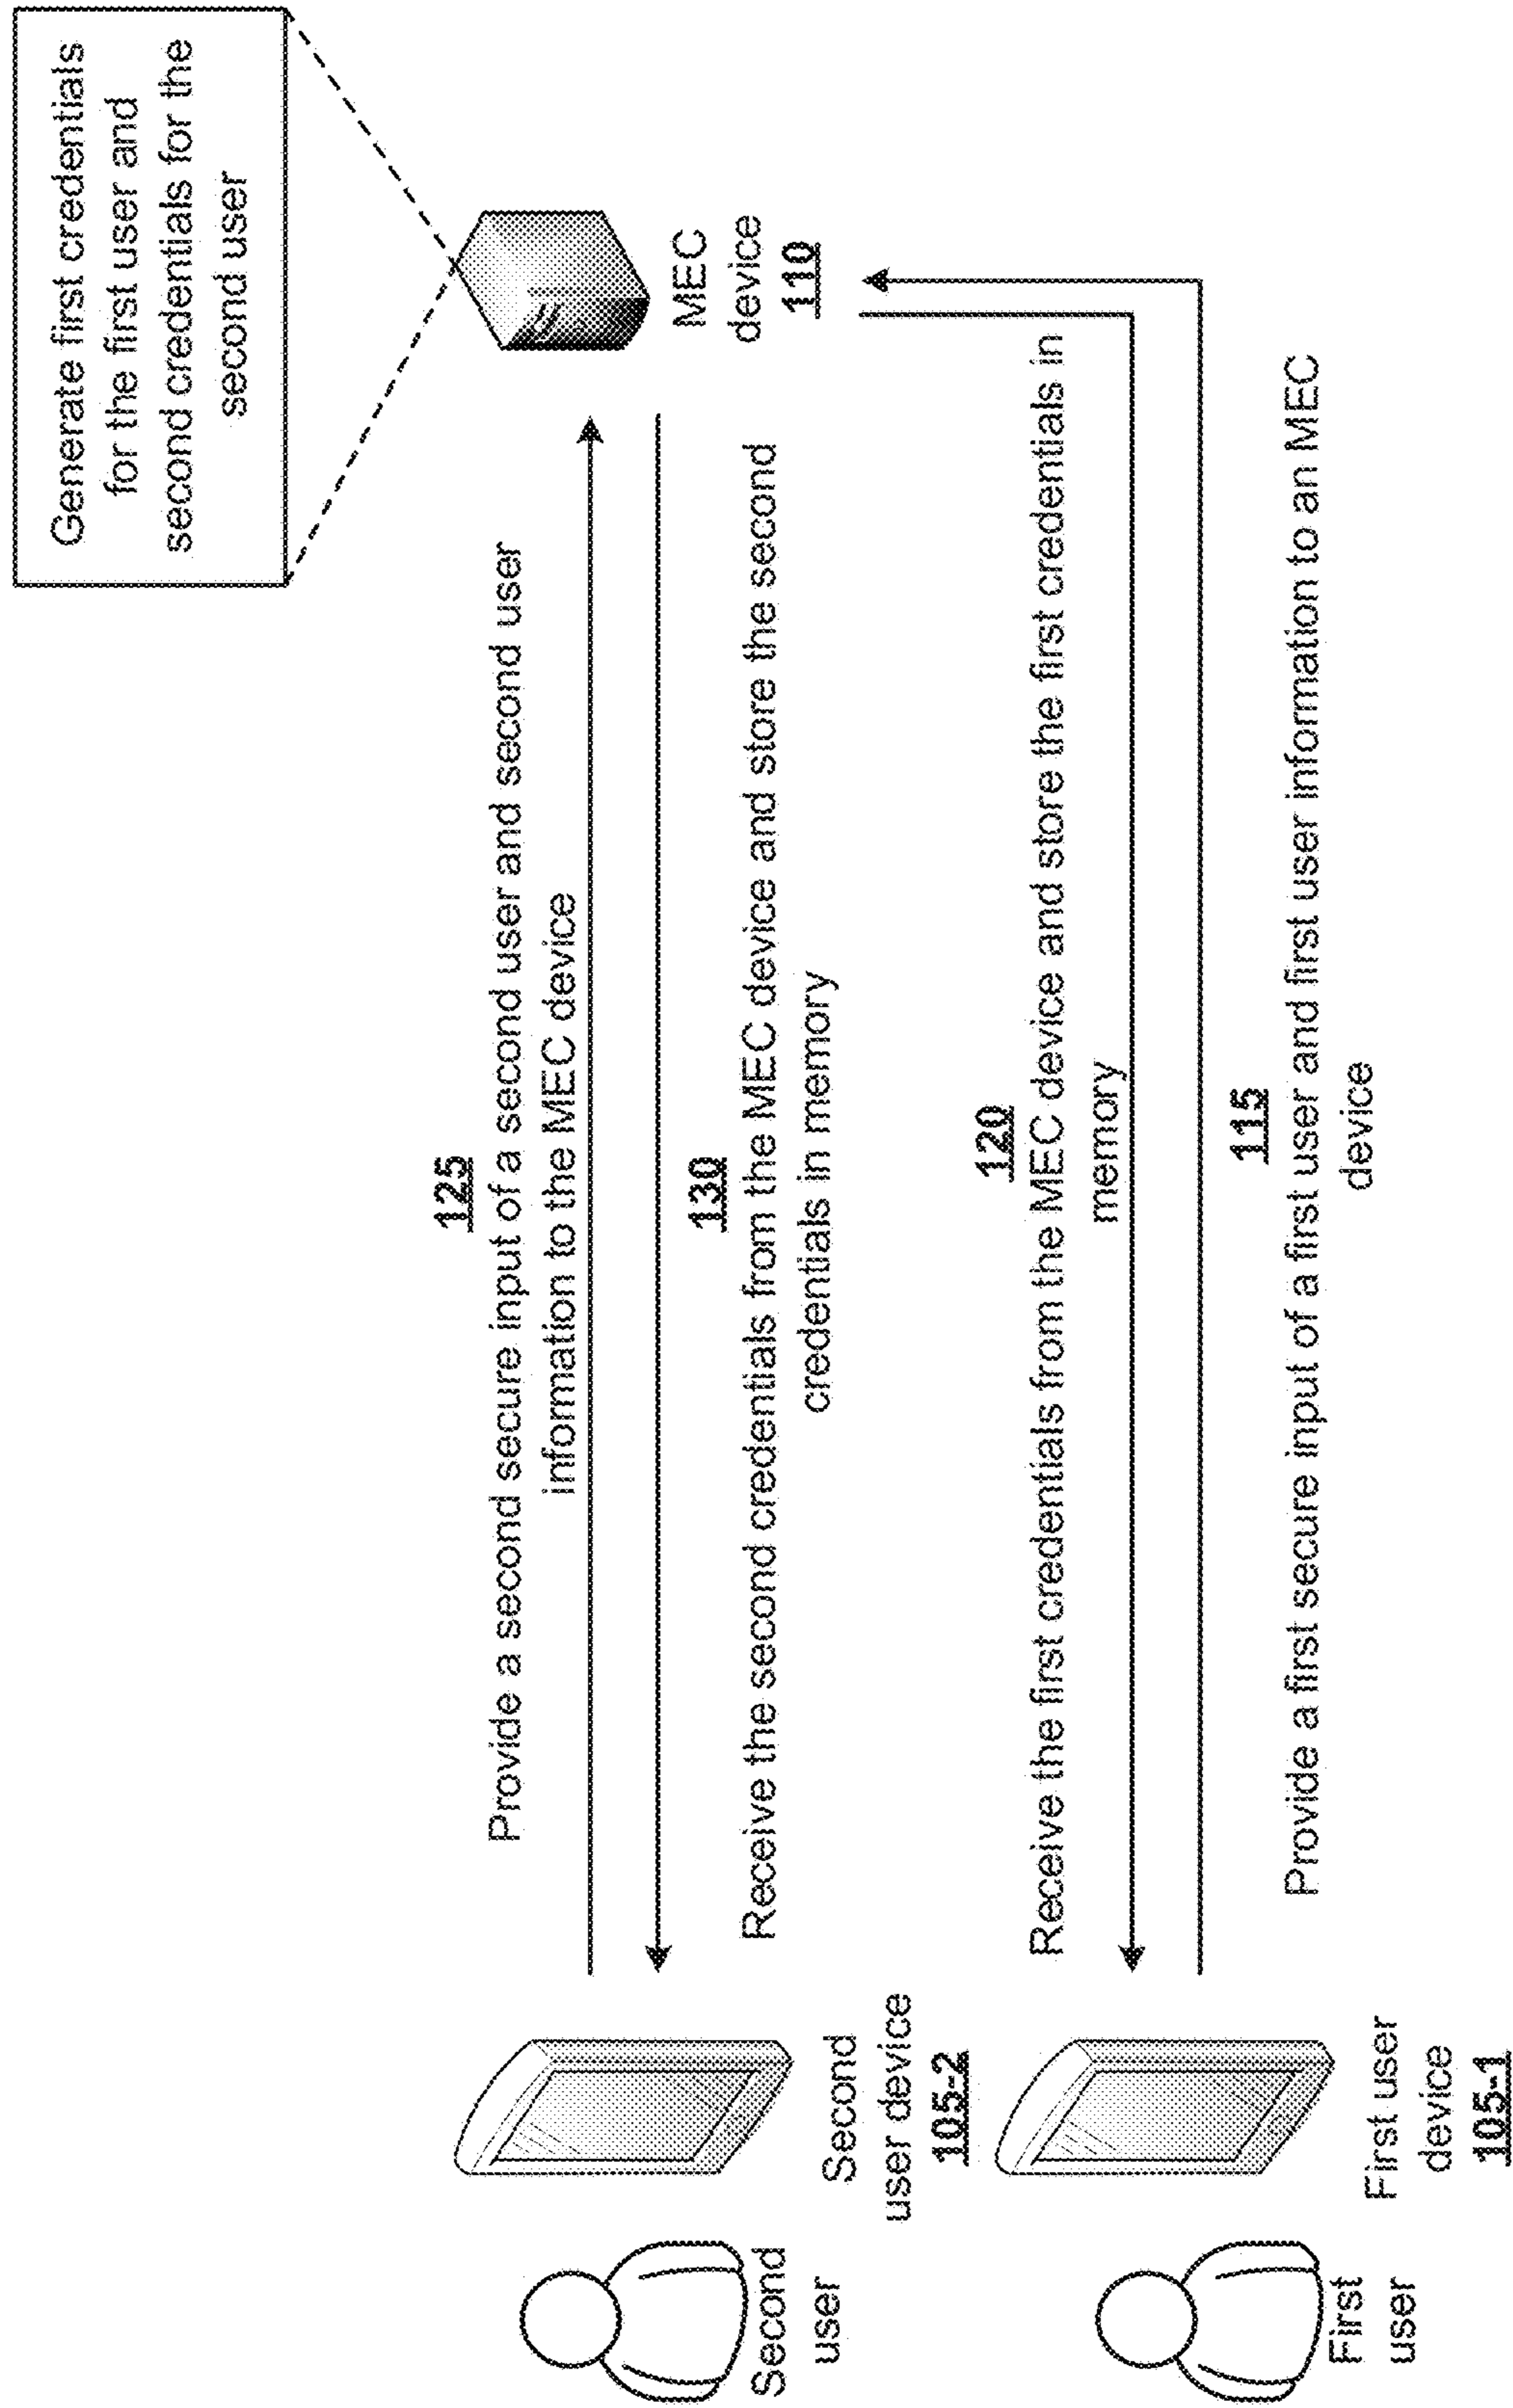 Generate first credentials
for the first user and
second credentials for the
second user
125
Provide a second secure input of a second user and second user
information to the MEC device
130
Receive the second credentials from the MEC device and store the second
credentials in memory
MEC
device
110
Second
user
Second
user device
105-2
120
Receive the first credentials from the MEC device and store the first credentials in
memory
115
Provide a first secure input of a first user and first user information to an MEC
device
First
user
First user
device
105-1